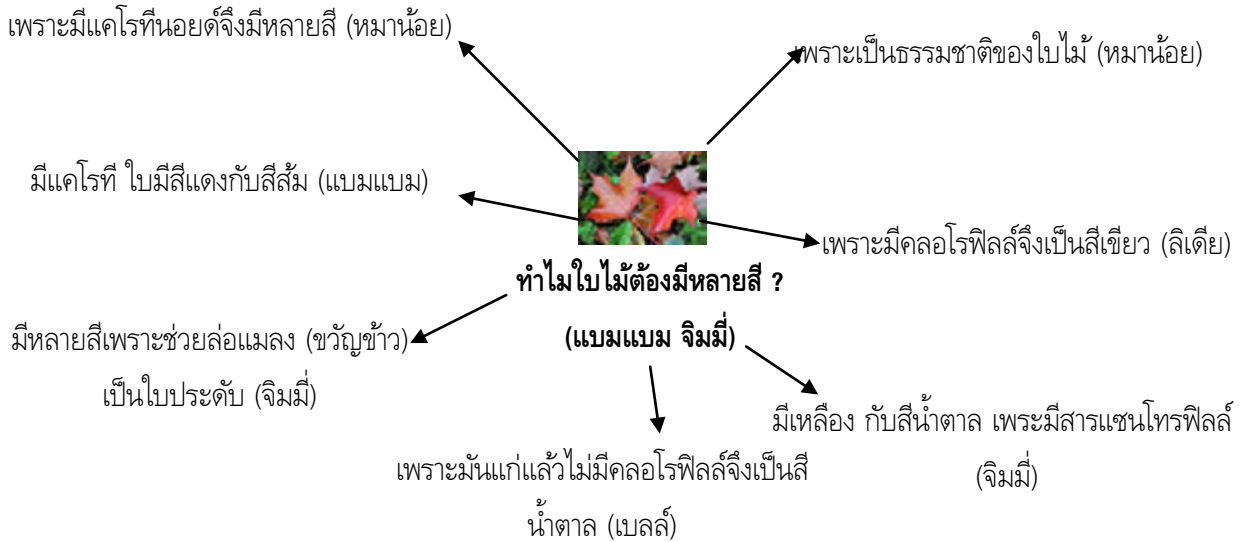 เพราะมีแคโรทีนอยด์จึงมีหลายสี (หมาน้อย)
เพราะเป็นธรรมชาติของใบไม้ (หมาน้อย)
มีแคโรที ใบมีสีแดงกับสีส้ม (แบมแบม)
เพราะมีคลอโรฟิลล์จึงเป็นสีเขียว (ลิเดีย)
ทำไมใบไม้ต้องมีหลายสี ?
(แบมแบม จิมมี่)
มีหลายสีเพราะช่วยล่อแมลง (ขวัญข้าว)
เป็นใบประดับ (จิมมี่)
มีเหลือง กับสีน้ำตาล เพระมีสารแซนโทรฟิลล์
(จิมมี่)
เพราะมันแก่แล้วไม่มีคลอโรฟิลล์จึงเป็นสี
น้ำตาล (เบลล์)